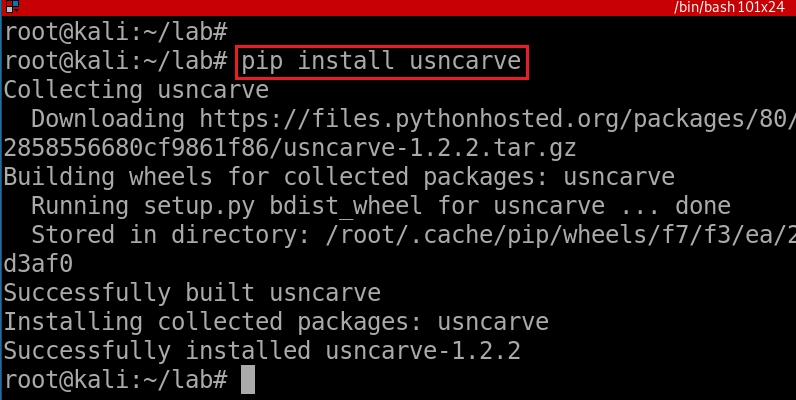 /bin/bash 101x24
root@kali:~/lab#
root@kali:~/lab# pip install usncarve
Collecting usncarve
  Downloading https://files.pythonhosted.org/packages/80/
2858556680cf9861f86/usncarve-1.2.2.tar.gz
Building wheels for collected packages: usncarve
  Running setup.py bdist_wheel for usncarve ... done
  Stored in directory: /root/.cache/pip/wheels/f7/f3/ea/2
d3af0
Successfully built usncarve
Installing collected packages: usncarve
Successfully installed usncarve-1.2.2
root@kali:~/lab#